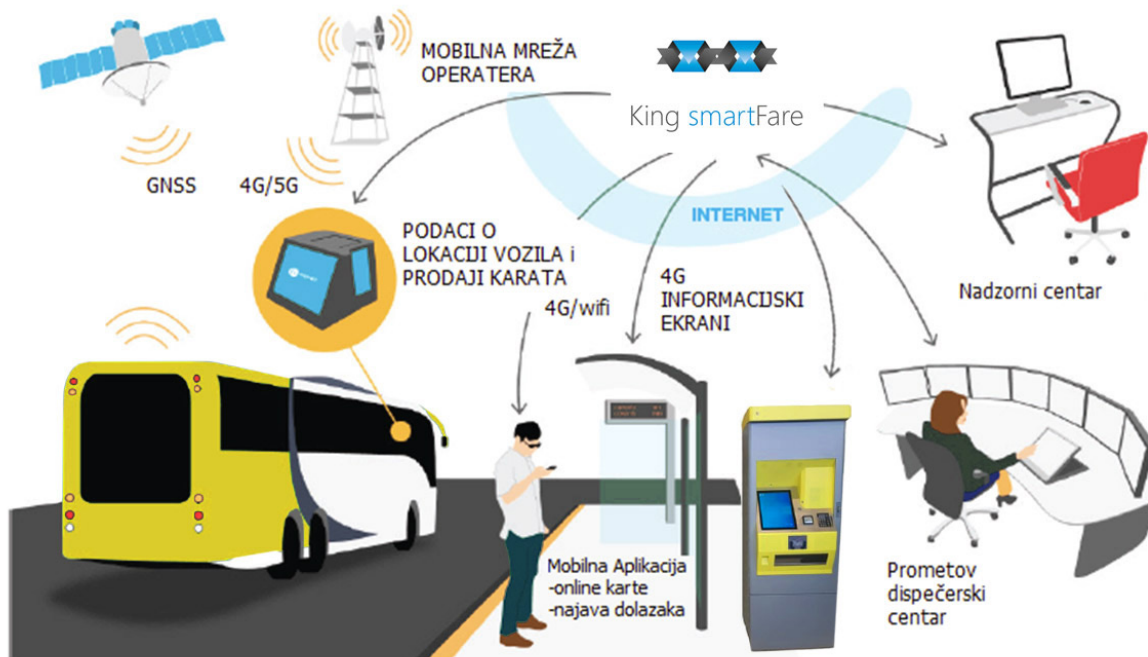 MOBILNA MREŽA
OPERATERA
King smartFare
GNSS
4G/5G
INTERNET
PODACI O
LOKACIJI VOZILA i
PRODAJI KARATA
4G/wifi
4G
INFORMACIJSKI
EKRANI
Nadzorni centar
Mobilna Aplikacija
-online karte
-najava dolazaka
Prometov
dispečerski
centar